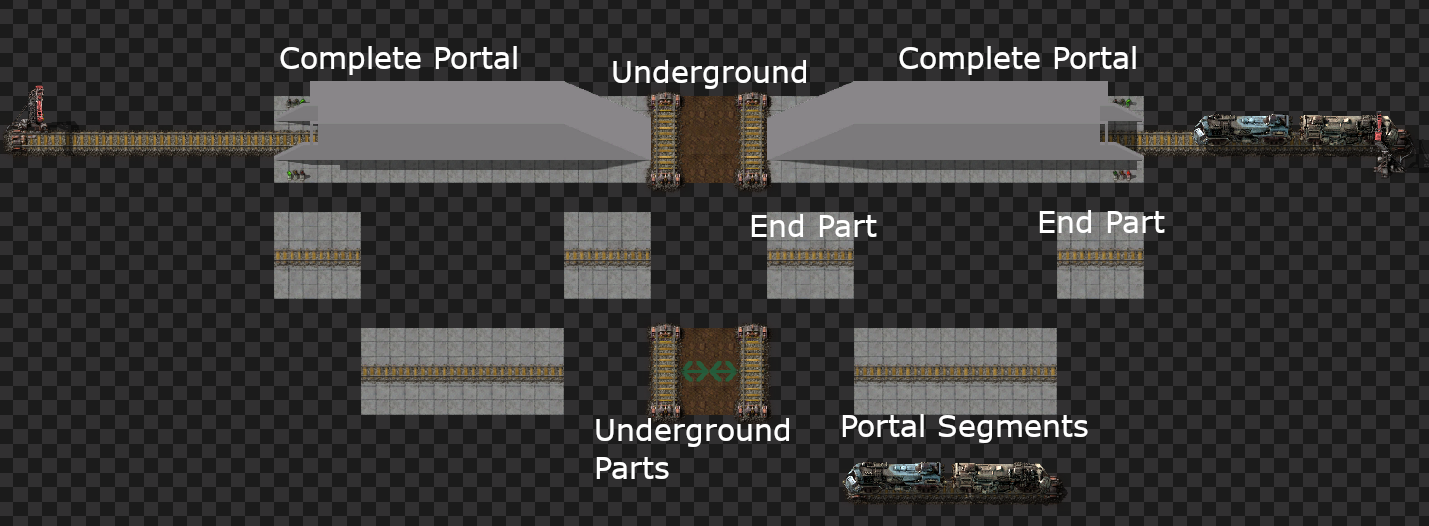 Complete Portal
Underground
Complete Portal
End Part
End Part
Underground
Parts
Portal Segments